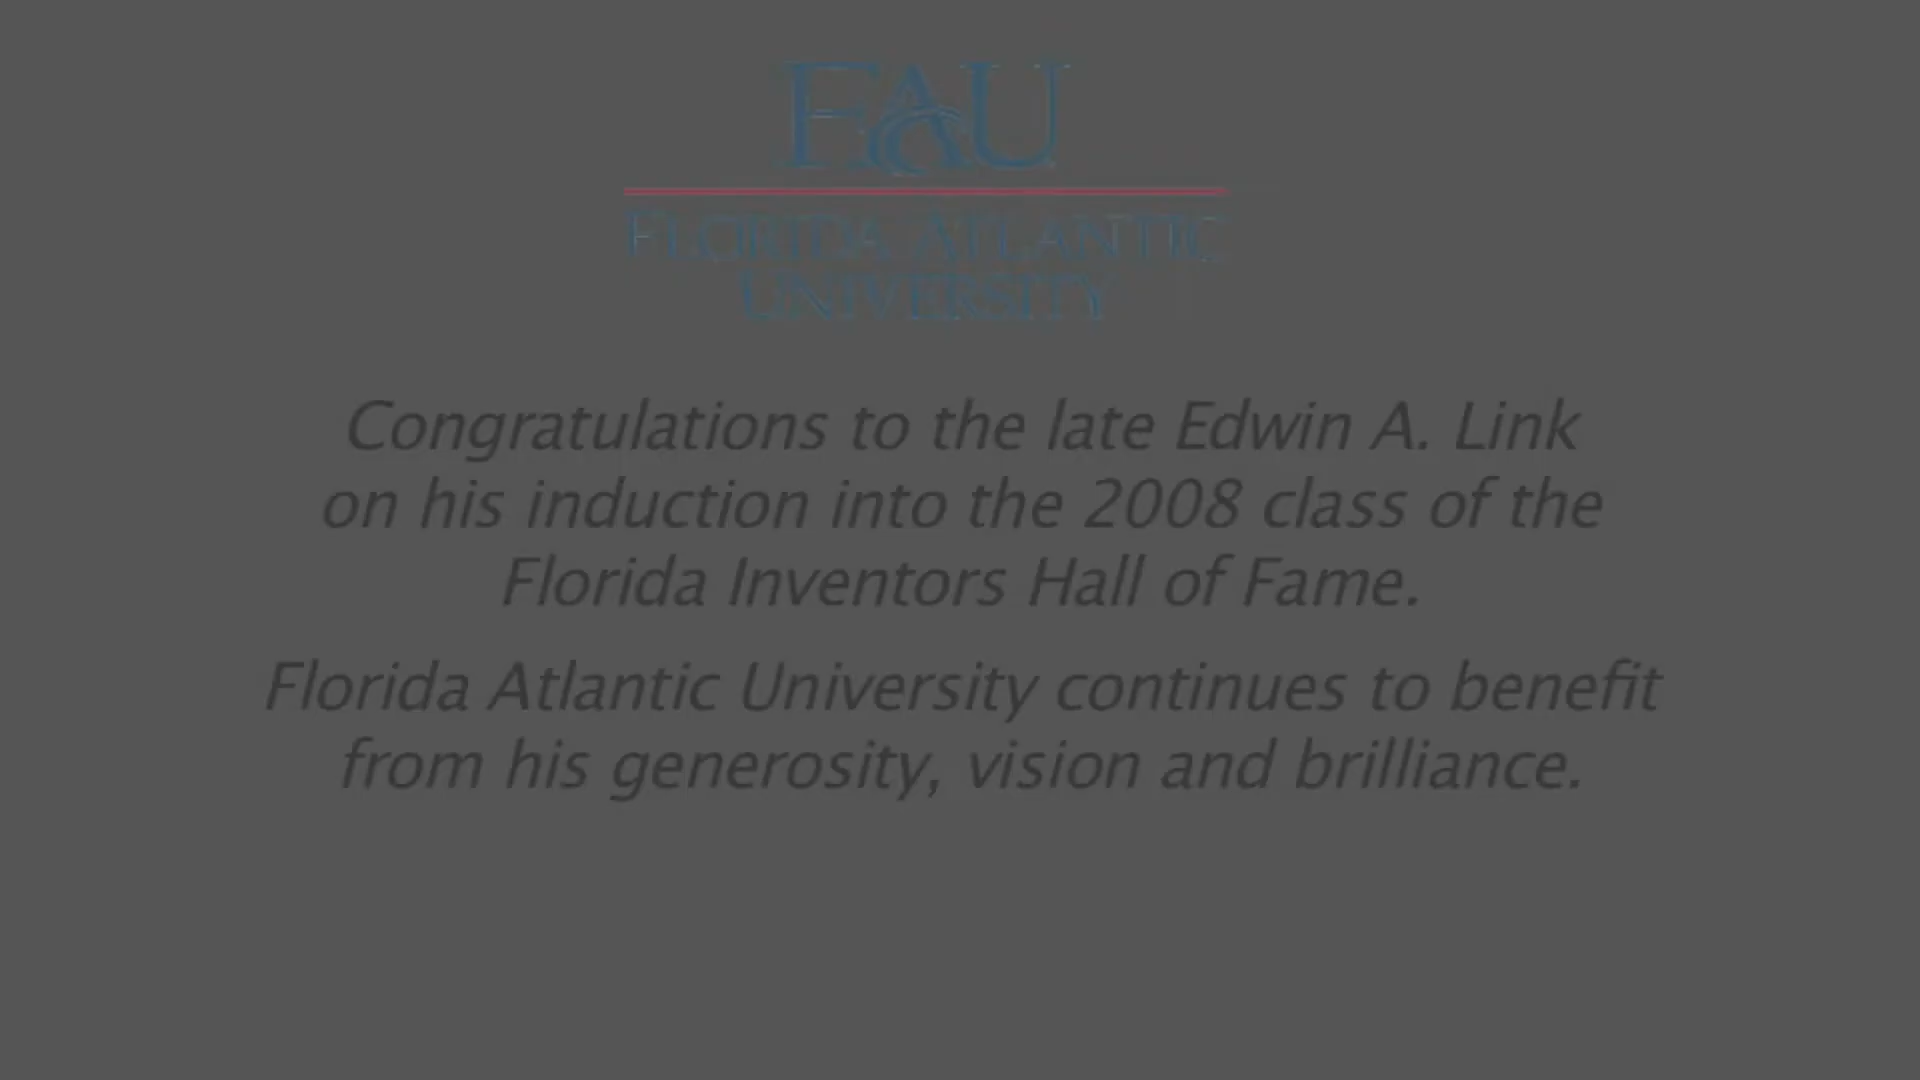 FAU
FLORIDA ATLANTIC
UNIVERSITY
Congratulations to the late Edwin A. Link
on his induction into the 2008 class of the
Florida Inventors Hall of Fame.
Florida Atlantic University continues to benefit
from his generosity, vision and brilliance.